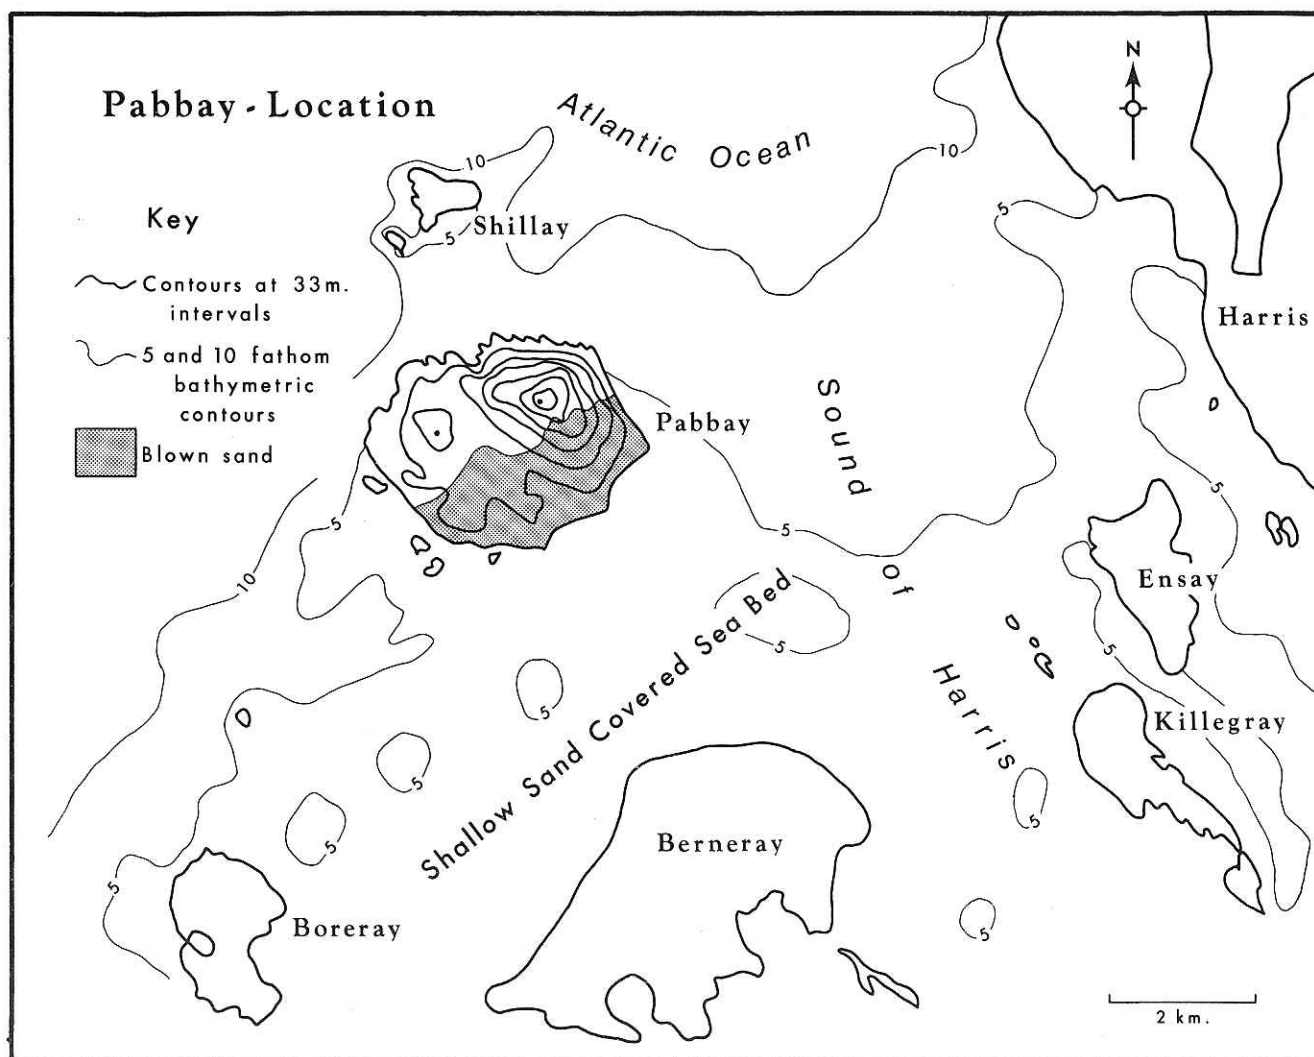 Pabbay - Location
Atlantic Ocean
N
10
10
Key
5
Shillay
5
Contours at 33m.
intervals
Harris
5 and 10 fathom
bathymetric
contours
Sound
of
Harris
Pabbay
Blown sand
5
5
5
10
Ensay
Shallow Sand Covered Sea Bed
5
5
5
Killegray
5
5
5
Berneray
5
Boreray
5
2 km.